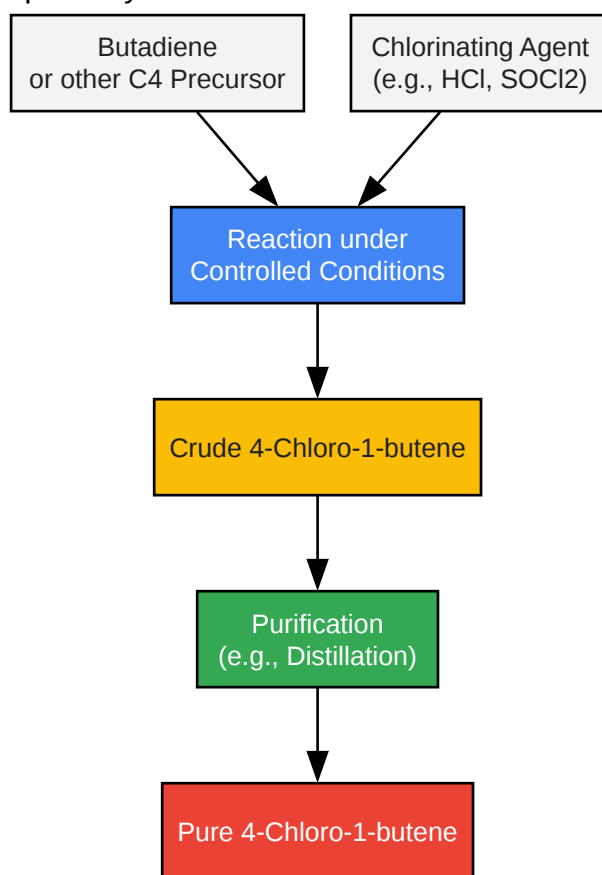 Butadiene
or other C4 Precursor
Chlorinating Agent
(e.g., HCl, SOCl2)
Reaction under
Controlled Conditions
Crude 4-Chloro-1-butene
Purification
(e.g., Distillation)
Pure 4-Chloro-1-butene